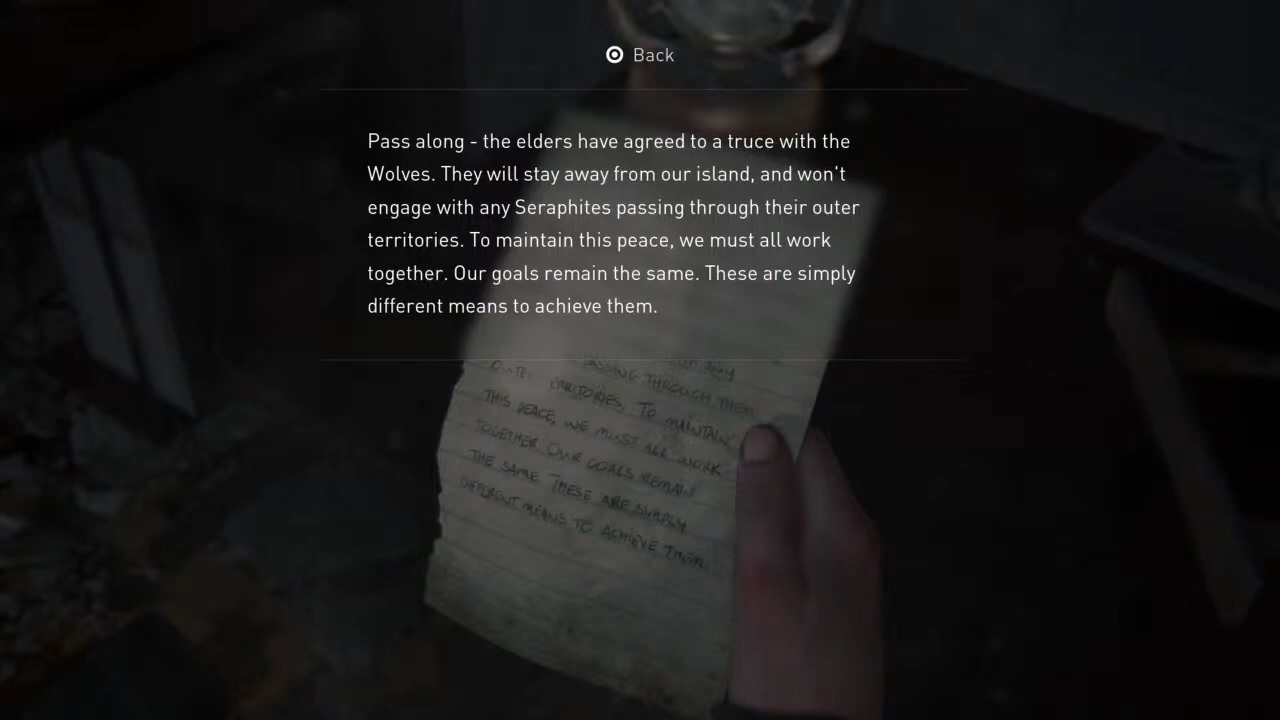 Back
Pass along - the elders have agreed to a truce with the
Wolves. They will stay away from our island, and won't
engage with any Seraphites passing through their outer
territories. To maintain this peace, we must all work
together. Our goals remain the same. These are simply
different means to achieve them.
ANY
PASSING THROUGH THEIR
OUTER TERRITORIES. TO MAINTAIN
THIS PEACE, WE MUST ALL WORK
TOGETHER OUR GOALS REMAIN
THE SAME THESE ARE SIMPLY
DIFFERENT MEANS TO ACHIEVE THEM